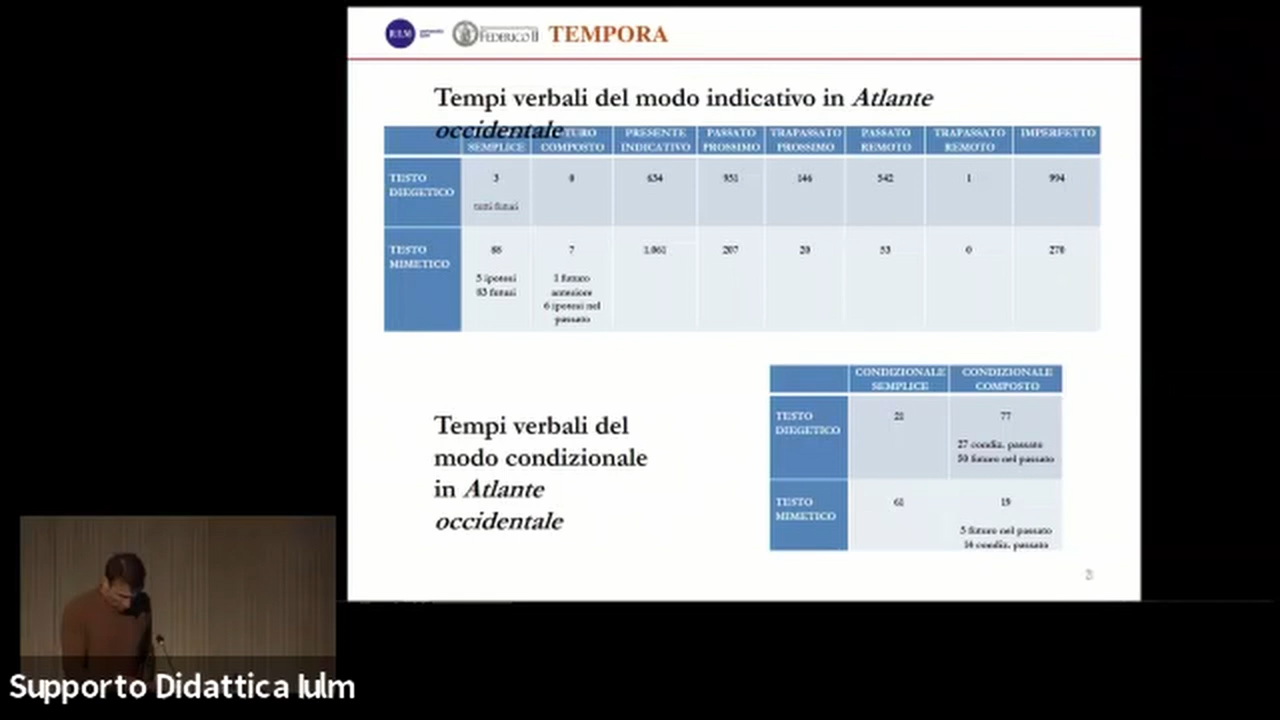 IULM FEDERICO II TEMPORA
Tempi verbali del modo indicativo in Atlante
occidentale
SEMPLICE COMPOSTO PRESENTE INDICATIVO PASSATO PROSSIMO TRAPASSATO PROSSIMO PASSATO REMOTO TRAPASSATO REMOTO IMPERFETTO
TESTO DIEGETICO 3 0 634 931 146 542 1 994
tutti futuri
TESTO MIMETICO 88 7 1.061 207 20 53 0 270
5 ipotesi
83 futuri
1 futuro
anteriore
6 ipotesi nel
passato
CONDIZIONALE SEMPLICE CONDIZIONALE COMPOSTO
TESTO DIEGETICO 21 77
27 condiz. passato
50 futuro nel passato
TESTO MIMETICO 61 19
5 futuro nel passato
14 condiz. passato
Tempi verbali del
modo condizionale
in Atlante
occidentale
Supporto Didattica Iulm